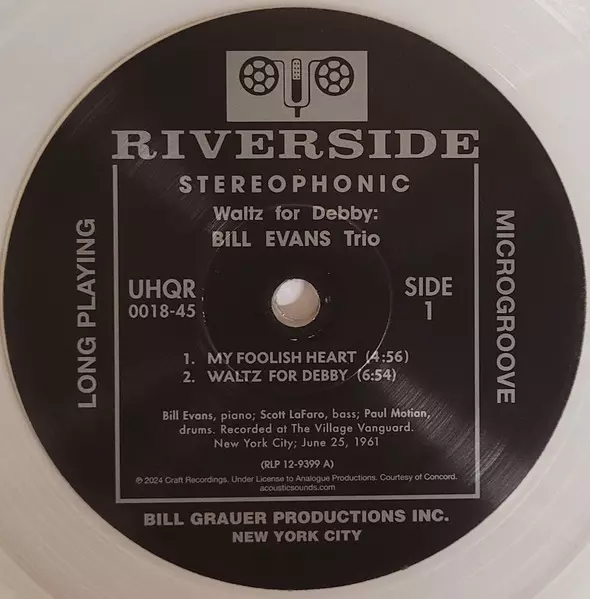 RIVERSIDE
STEREOPHONIC
Waltz for Debby:
BILL EVANS Trio
LONG PLAYING
MICROGROOVE
UHQR
0018-45
SIDE
1
1. MY FOOLISH HEART (4:56)
2. WALTZ FOR DEBBY (6:54)
Bill Evans, piano; Scott LaFaro, bass; Paul Motian,
drums. Recorded at The Village Vanguard.
New York City; June 25, 1961
(RLP 12-9399 A)
℗ 2024 Craft Recordings. Under License to Analogue Productions. Courtesy of Concord.
acousticsounds.com
BILL GRAUER PRODUCTIONS INC.
NEW YORK CITY